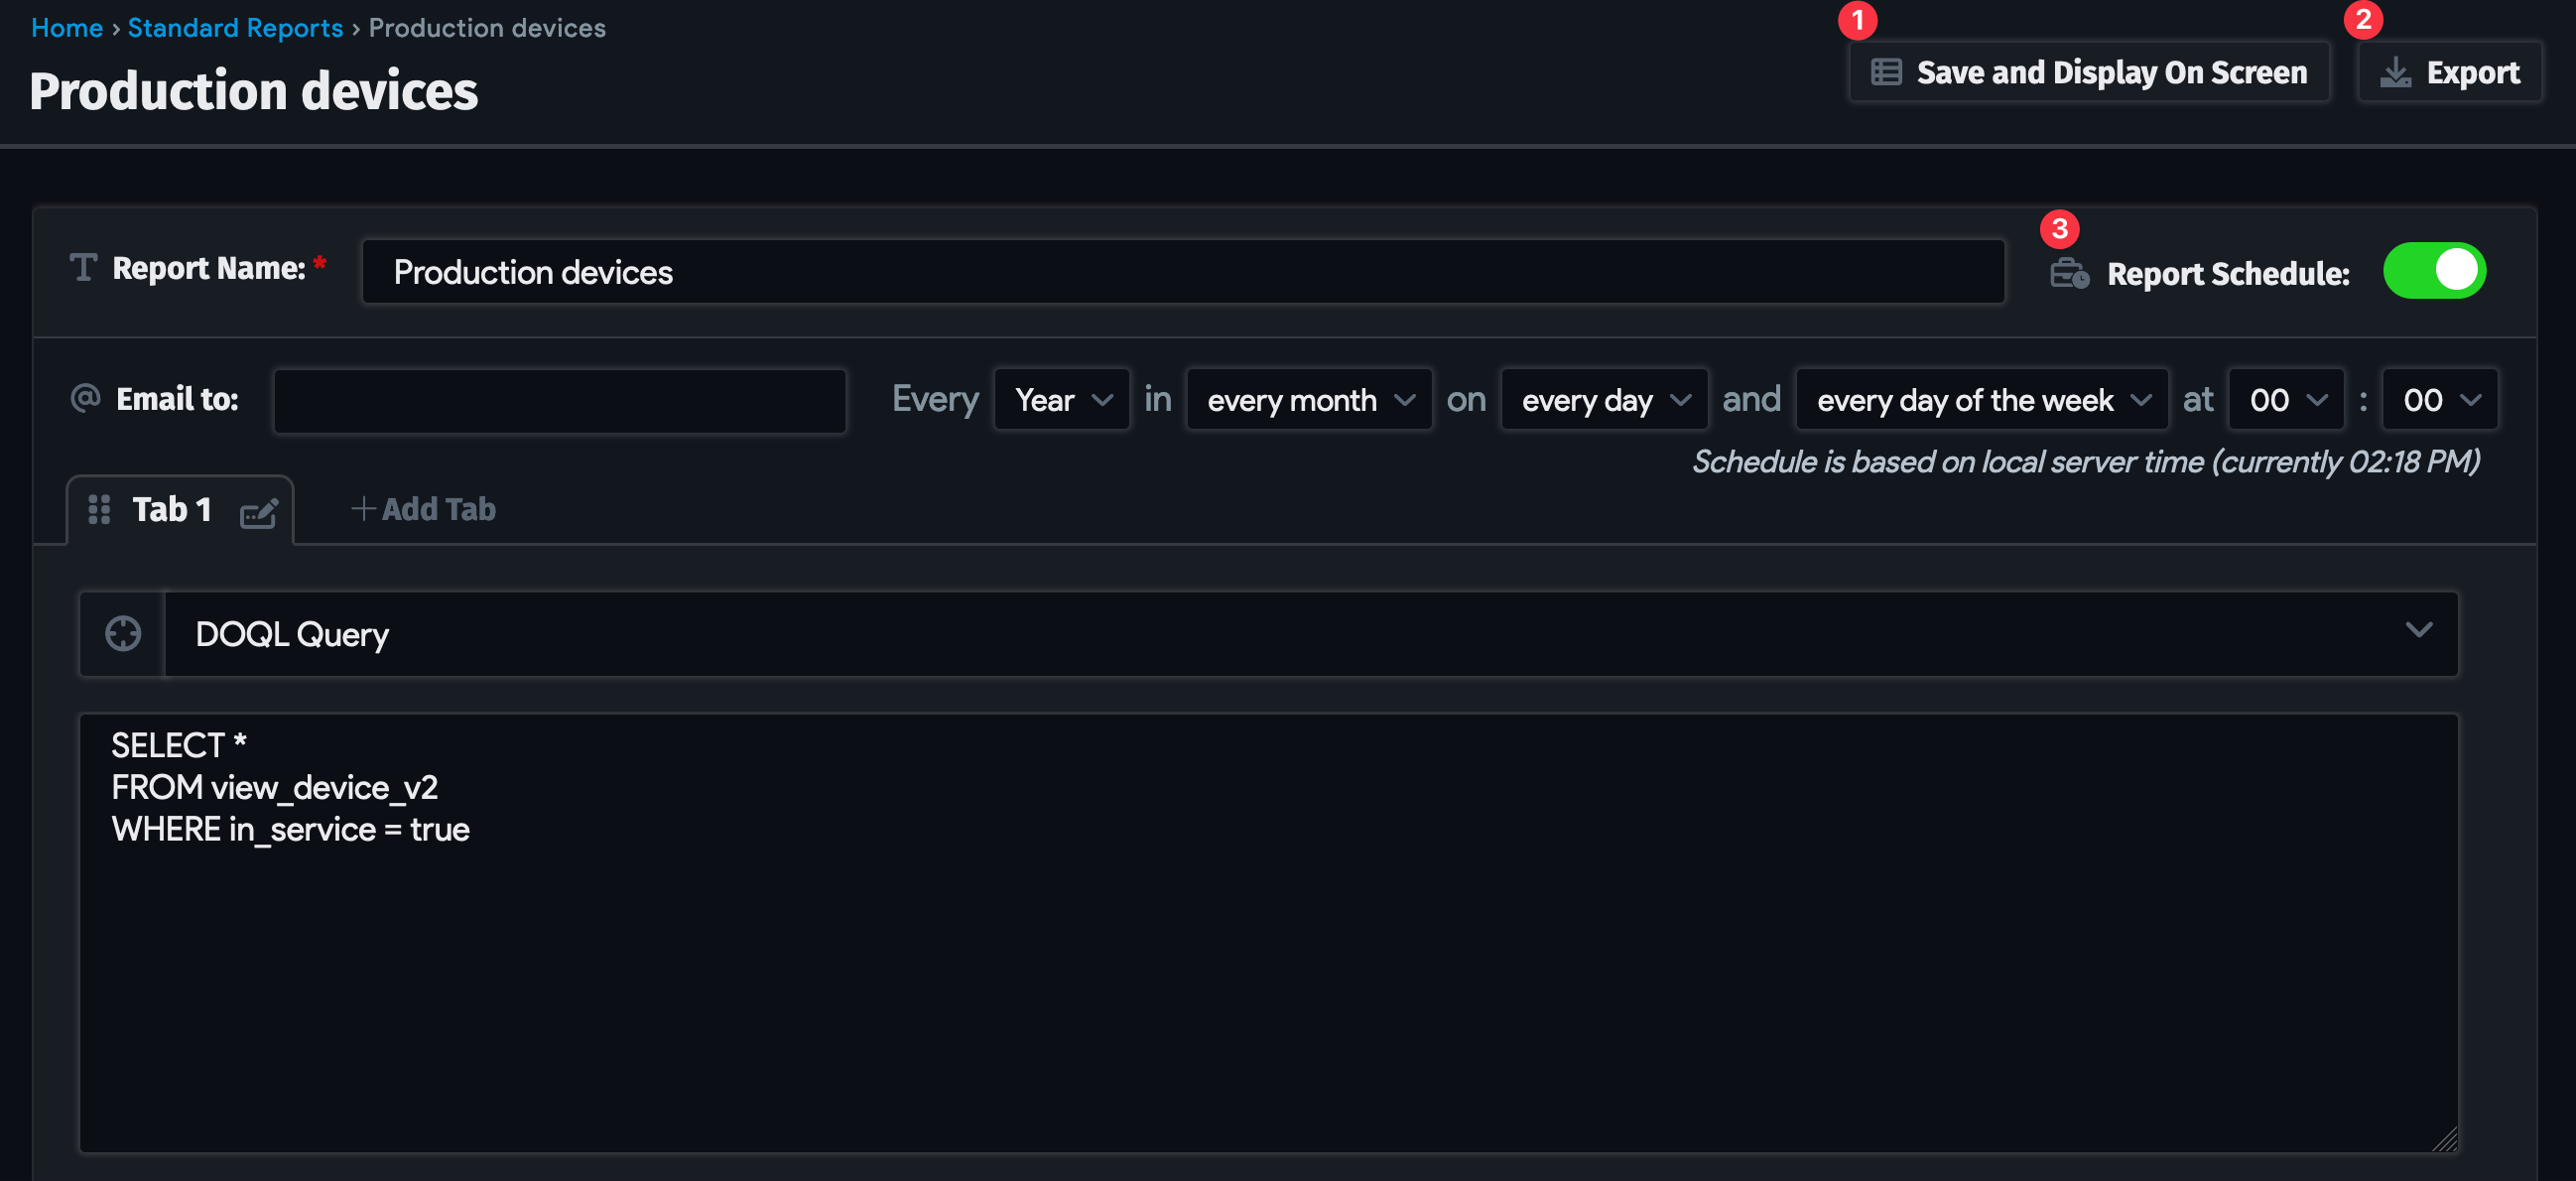 Home › Standard Reports › Production devices
1
2
Production devices
Save and Display On Screen
Export
3
Report Name: *
Production devices
Report Schedule:
@ Email to:
Every Year in every month on every day and every day of the week at 00 : 00
Schedule is based on local server time (currently 02:18 PM)
Tab 1
+ Add Tab
DOQL Query
SELECT *
FROM view_device_v2
WHERE in_service = true